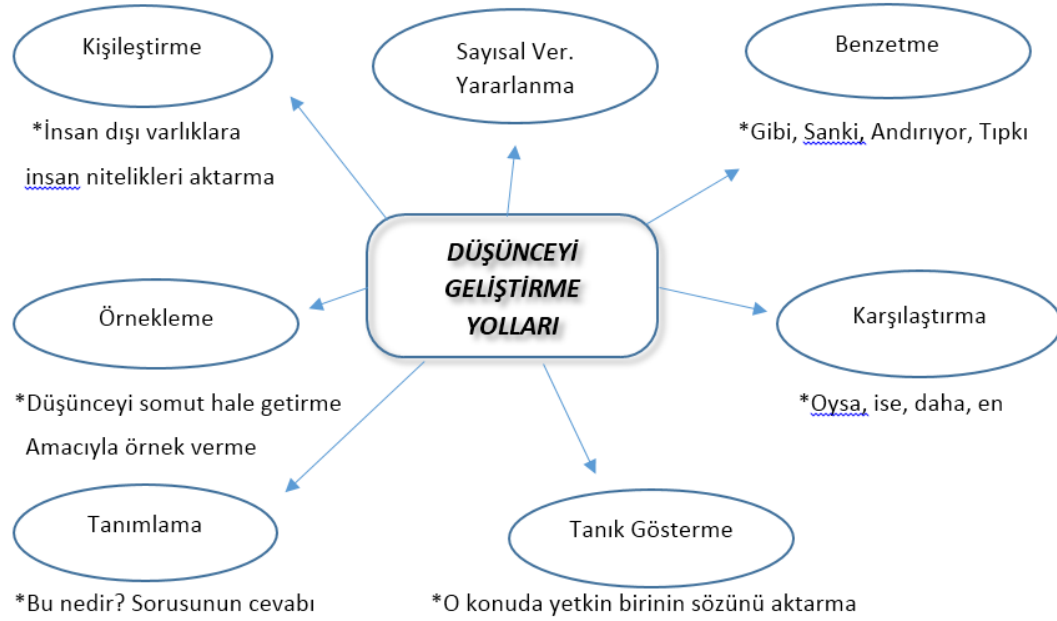 Kişileştirme
*İnsan dışı varlıklara
insan nitelikleri aktarma
Sayısal Ver.
Yararlanma
Benzetme
*Gibi, Sanki, Andırıyor, Tıpkı
DÜŞÜNCEYİ
GELİŞTİRME
YOLLARI
Örnekleme
*Düşünceyi somut hale getirme
Amacıyla örnek verme
Karşılaştırma
*Oysa, ise, daha, en
Tanımlama
*Bu nedir? Sorusunun cevabı
Tanık Gösterme
*O konuda yetkin birinin sözünü aktarma